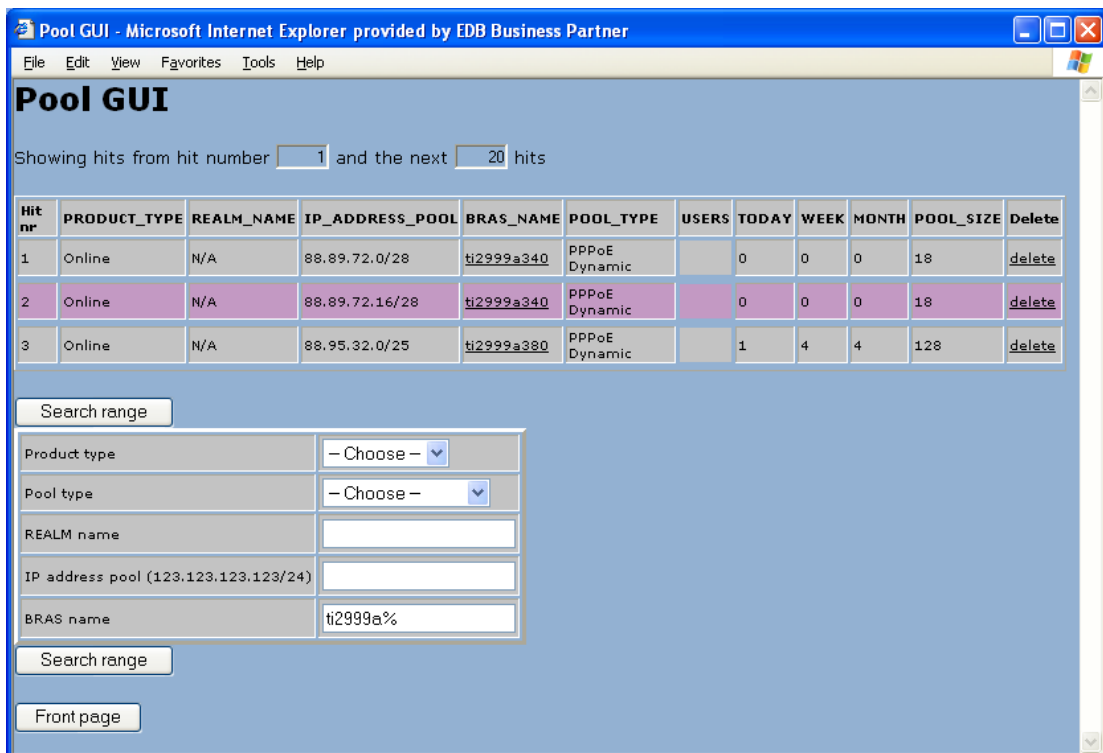 Pool GUI - Microsoft Internet Explorer provided by EDB Business Partner
File Edit View Favorites Tools Help
Pool GUI
Showing hits from hit number 1 and the next 20 hits
Hit nr PRODUCT_TYPE REALM_NAME IP_ADDRESS_POOL BRAS_NAME POOL_TYPE USERS TODAY WEEK MONTH POOL_SIZE Delete
1 Online N/A 88.89.72.0/28 ti2999a340 PPPoE Dynamic 0 0 0 18 delete
2 Online N/A 88.89.72.16/28 ti2999a340 PPPoE Dynamic 0 0 0 18 delete
3 Online N/A 88.95.32.0/25 ti2999a380 PPPoE Dynamic 1 4 4 128 delete
Search range
Product type – Choose –
Pool type – Choose –
REALM name
IP address pool (123.123.123.123/24)
BRAS name ti2999a%
Search range
Front page